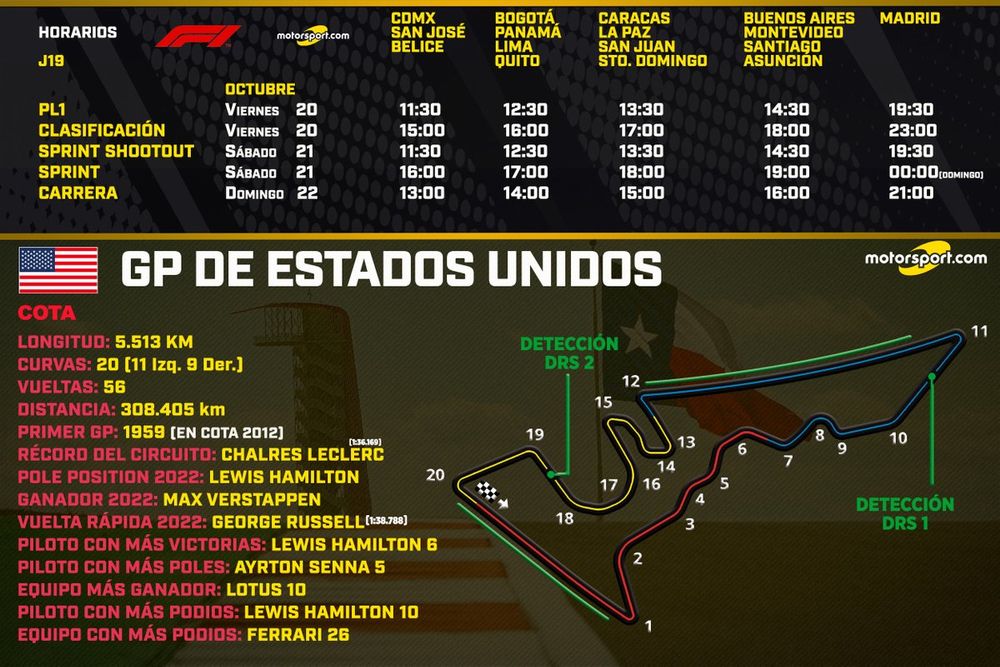 HORARIOS
F1
motorsport.com
CDMX
SAN JOSÉ
BELICE
BOGOTÁ
PANAMÁ
LIMA
QUITO
CARACAS
LA PAZ
SAN JUAN
STO. DOMINGO
BUENOS AIRES
MONTEVIDEO
SANTIAGO
ASUNCIÓN
MADRID
J19
OCTUBRE
PL1 VIERNES 20 11:30 12:30 13:30 14:30 19:30
CLASIFICACIÓN VIERNES 20 15:00 16:00 17:00 18:00 23:00
SPRINT SHOOTOUT SÁBADO 21 11:30 12:30 13:30 14:30 19:30
SPRINT SÁBADO 21 16:00 17:00 18:00 19:00 00:00(DOMINGO)
CARRERA DOMINGO 22 13:00 14:00 15:00 16:00 21:00
GP DE ESTADOS UNIDOS
motorsport.com
COTA
LONGITUD: 5.513 KM
CURVAS: 20 (11 Izq. 9 Der.)
VUELTAS: 56
DISTANCIA: 308.405 km
PRIMER GP: 1959 (EN COTA 2012)
RÉCORD DEL CIRCUITO: CHALRES LECLERC (1:36.169)
POLE POSITION 2022: LEWIS HAMILTON
GANADOR 2022: MAX VERSTAPPEN
VUELTA RÁPIDA 2022: GEORGE RUSSELL (1:38.788)
PILOTO CON MÁS VICTORIAS: LEWIS HAMILTON 6
PILOTO CON MÁS POLES: AYRTON SENNA 5
EQUIPO MÁS GANADOR: LOTUS 10
PILOTO CON MÁS PODIOS: LEWIS HAMILTON 10
EQUIPO CON MÁS PODIOS: FERRARI 26
DETECCIÓN
DRS 2
DETECCIÓN
DRS 1
1
2
3
4
5
6
7
8
9
10
11
12
13
14
15
16
17
18
19
20